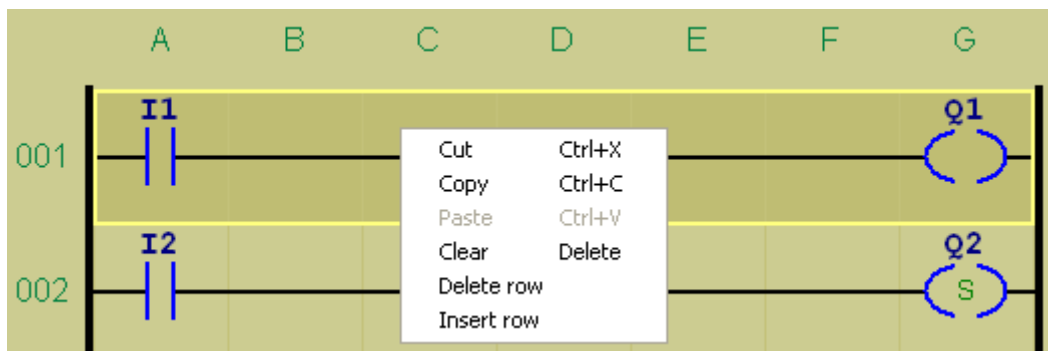 A B C D E F G
I1 Q1
001
Cut Ctrl+X
Copy Ctrl+C
Paste Ctrl+V
Clear Delete
Delete row
Insert row
I2 Q2
002 S